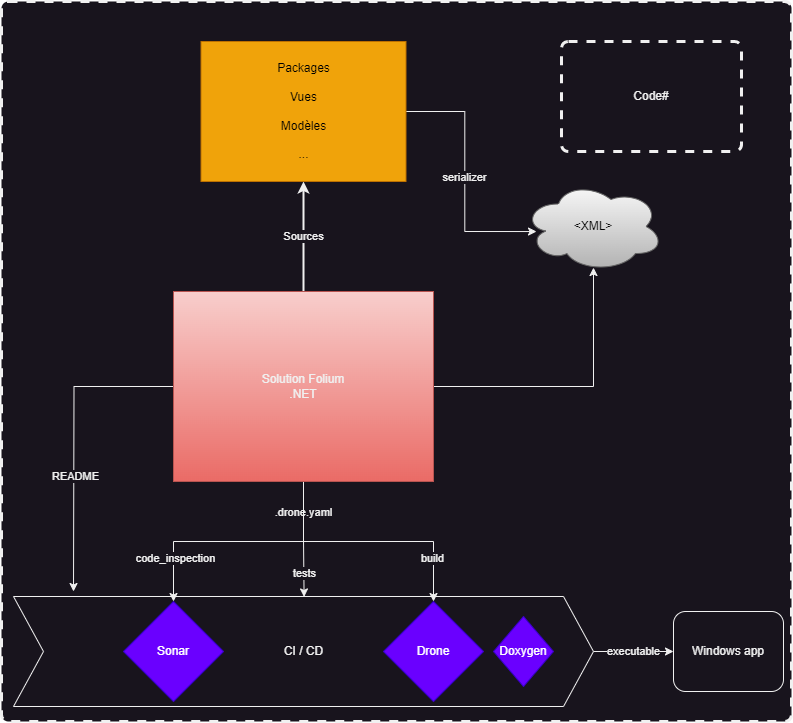 Packages
Vues
Modèles
...
Code#
serializer
<XML>
Sources
Solution Folium
.NET
README
.drone.yaml
code_inspection
build
tests
Sonar
CI / CD
Drone
Doxygen
executable
Windows app